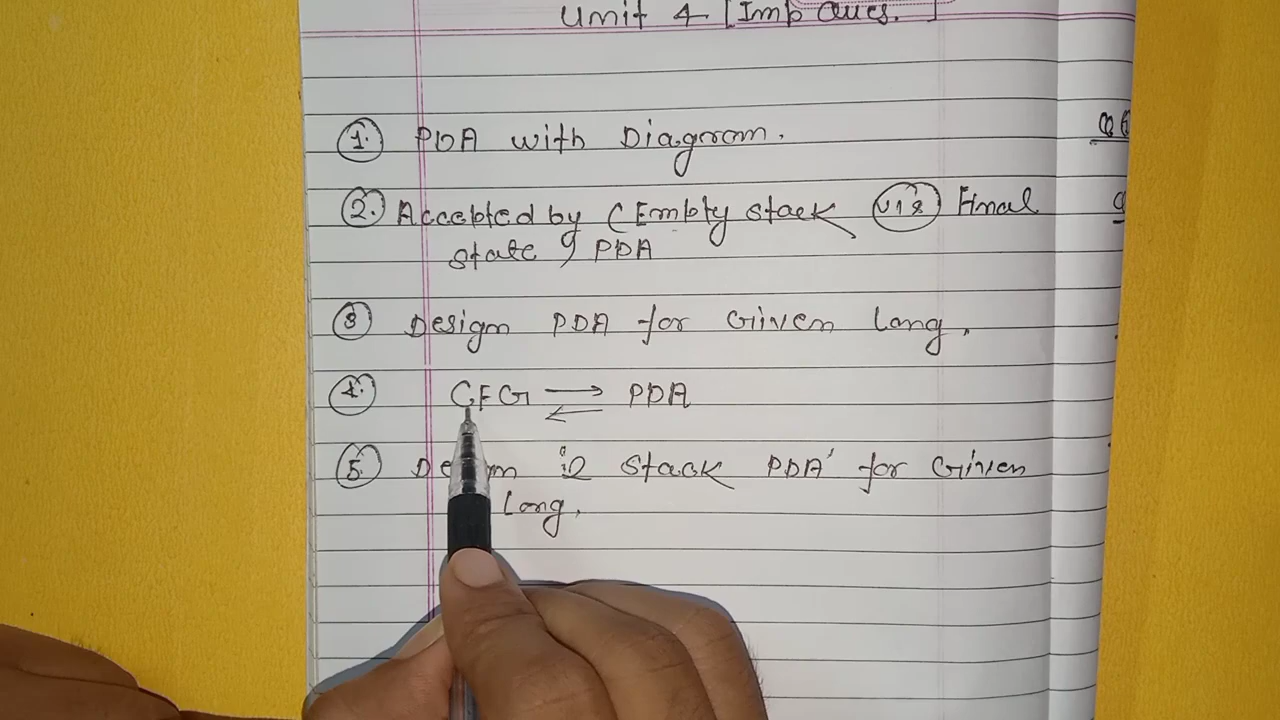 Unit 4 [Imp Ques. ]
1. PDA with Diagram.
2. Accepted by (Empty stack Final
state) PDA
3 Design PDA for Given Lang.
4. CFG ⇄ PDA
5. 2 Stack PDA' for Given
Lang.